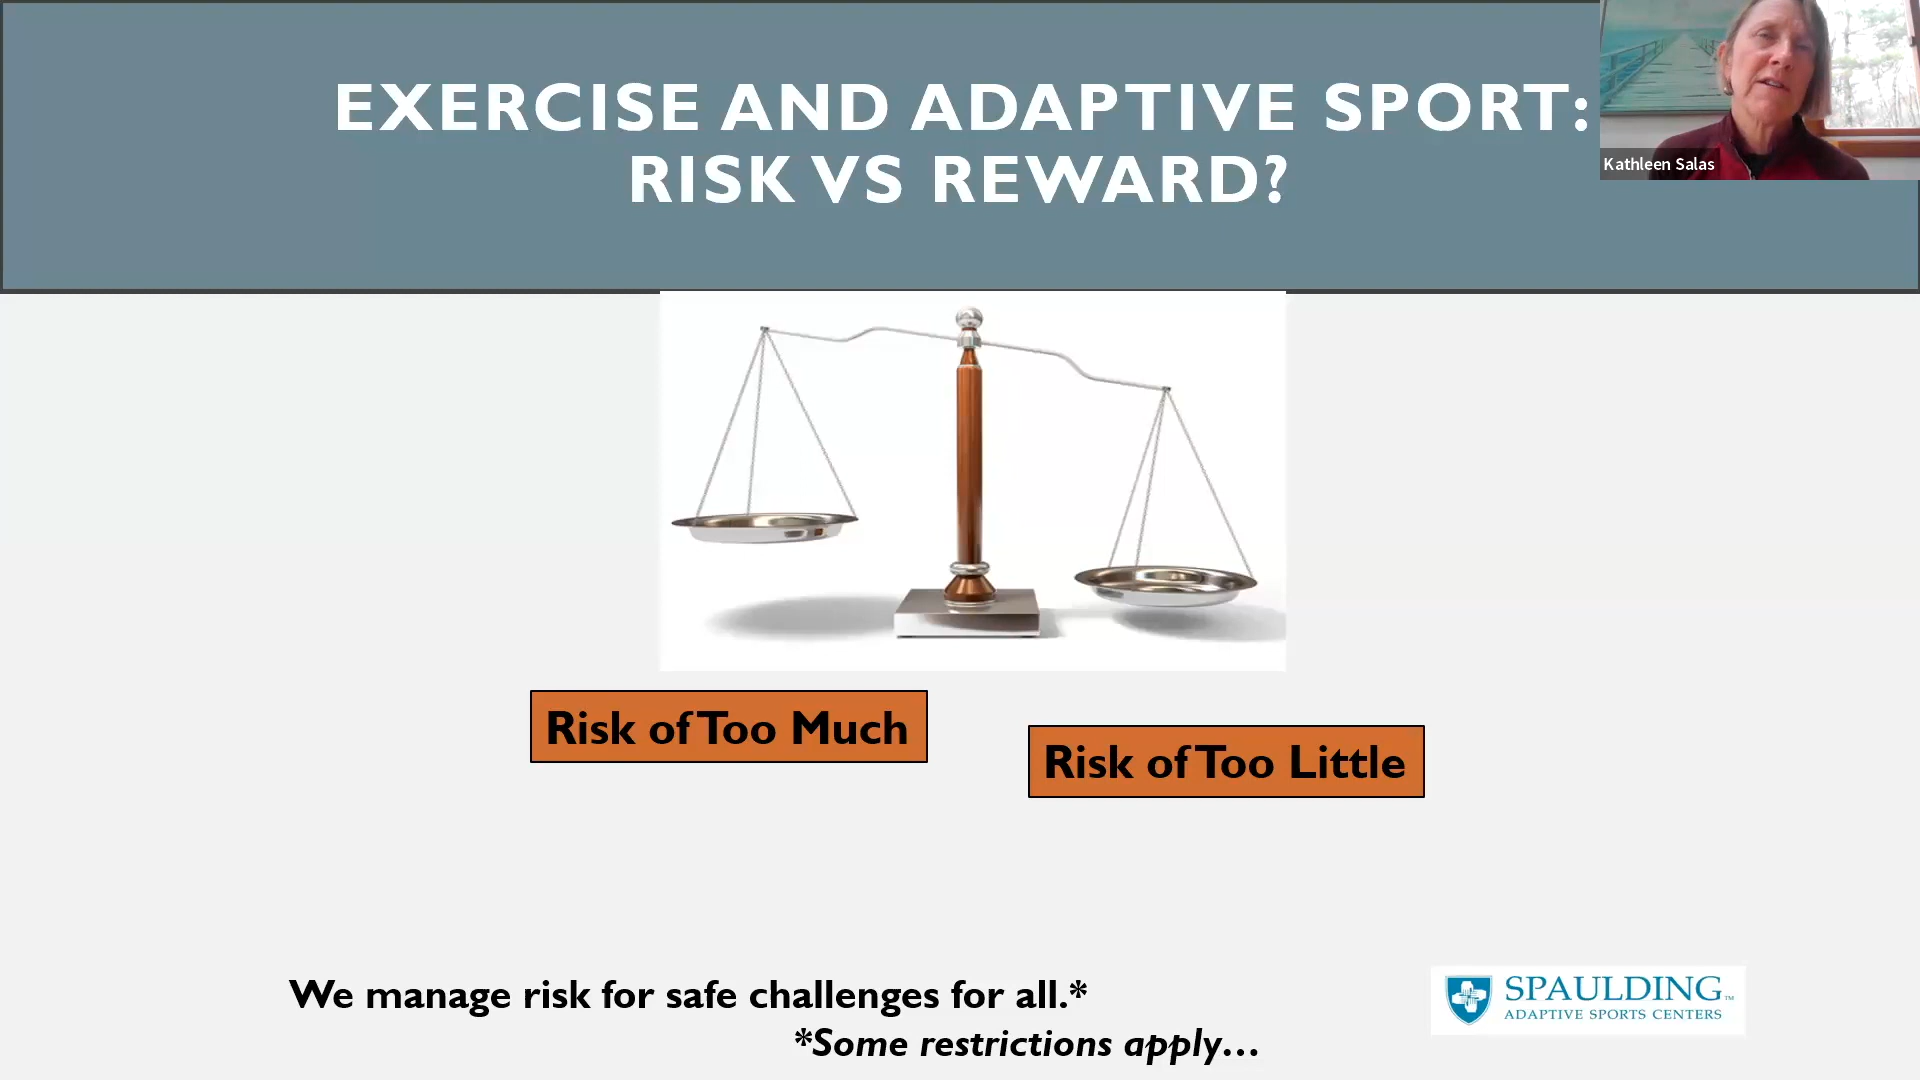 EXERCISE AND ADAPTIVE SPORT:
RISK VS REWARD?
Kathleen Salas
Risk of Too Much
Risk of Too Little
We manage risk for safe challenges for all.*
*Some restrictions apply…
SPAULDING™
ADAPTIVE SPORTS CENTERS